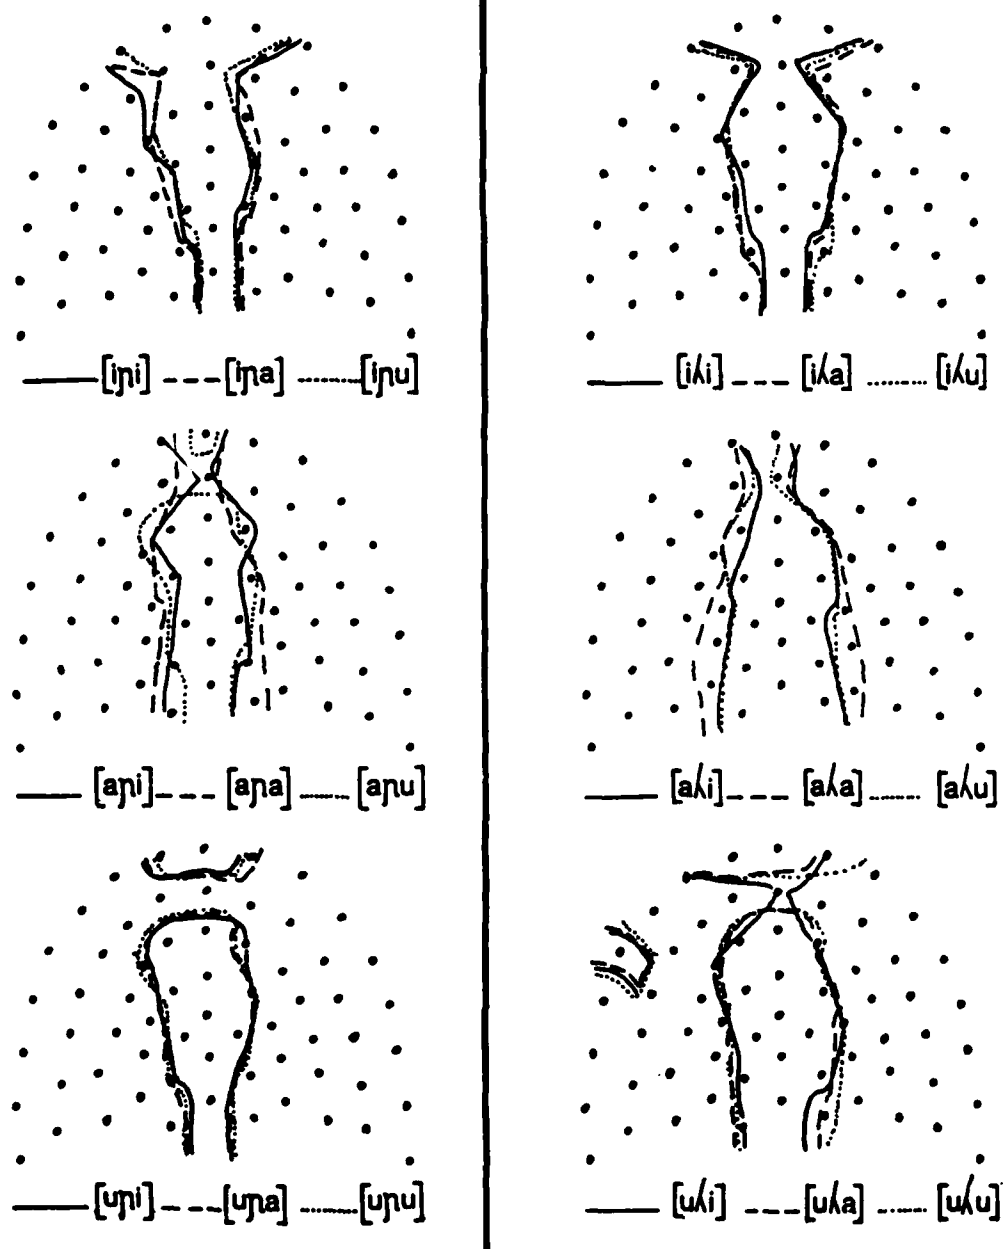 [iɲi] [iɲa] [iɲu]
[iʎi] [iʎa] [iʎu]
[aɲi] [aɲa] [aɲu]
[aʎi] [aʎa] [aʎu]
[uɲi] [uɲa] [uɲu]
[uʎi] [uʎa] [uʎu]